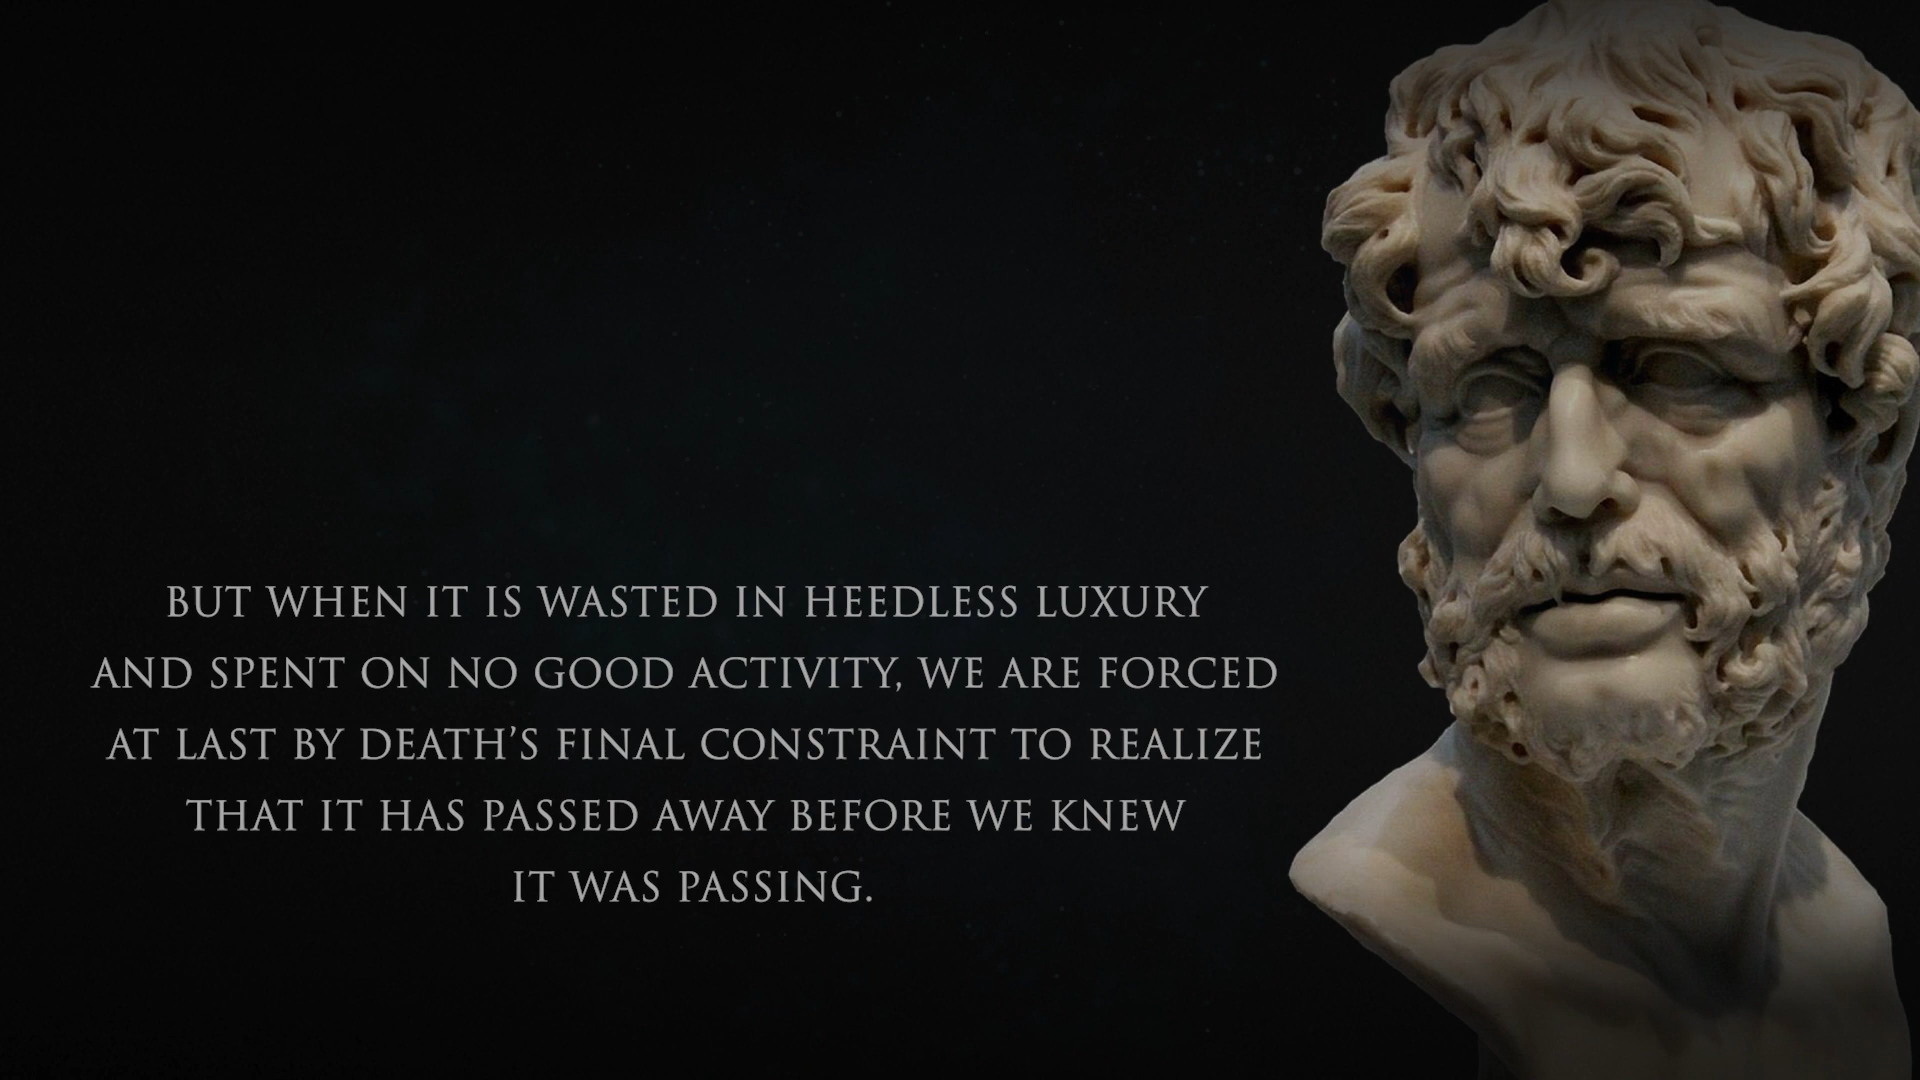 BUT WHEN IT IS WASTED IN HEEDLESS LUXURY
AND SPENT ON NO GOOD ACTIVITY, WE ARE FORCED
AT LAST BY DEATH’S FINAL CONSTRAINT TO REALIZE
THAT IT HAS PASSED AWAY BEFORE WE KNEW
IT WAS PASSING.